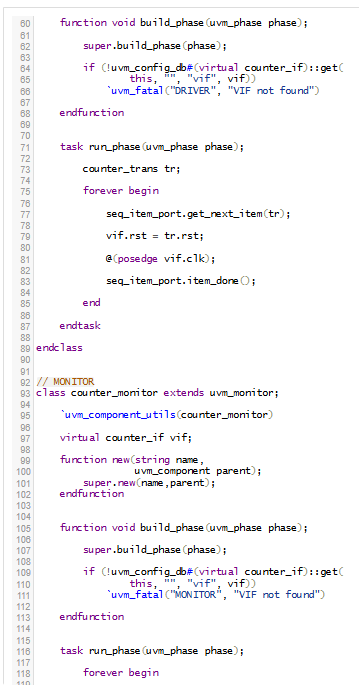 60     function void build_phase(uvm_phase phase);
61
62         super.build_phase(phase);
63
64         if (!uvm_config_db#(virtual counter_if)::get(
65                 this, "", "vif", vif))
66             `uvm_fatal("DRIVER", "VIF not found")
67
68     endfunction
69
70
71     task run_phase(uvm_phase phase);
72
73         counter_trans tr;
74
75         forever begin
76
77             seq_item_port.get_next_item(tr);
78
79             vif.rst = tr.rst;
80
81             @(posedge vif.clk);
82
83             seq_item_port.item_done();
84
85         end
86
87     endtask
88
89 endclass
90
91
92 // MONITOR
93 class counter_monitor extends uvm_monitor;
94
95     `uvm_component_utils(counter_monitor)
96
97     virtual counter_if vif;
98
99     function new(string name,
100                  uvm_component parent);
101         super.new(name,parent);
102     endfunction
103
104
105     function void build_phase(uvm_phase phase);
106
107         super.build_phase(phase);
108
109         if (!uvm_config_db#(virtual counter_if)::get(
110                 this, "", "vif", vif))
111             `uvm_fatal("MONITOR", "VIF not found")
112
113     endfunction
114
115
116     task run_phase(uvm_phase phase);
117
118         forever begin